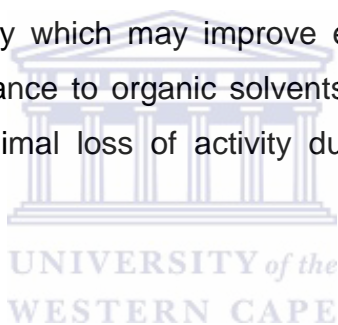 y which may improve e
ance to organic solvents
imal loss of activity du
UNIVERSITY of the
WESTERN CAPE